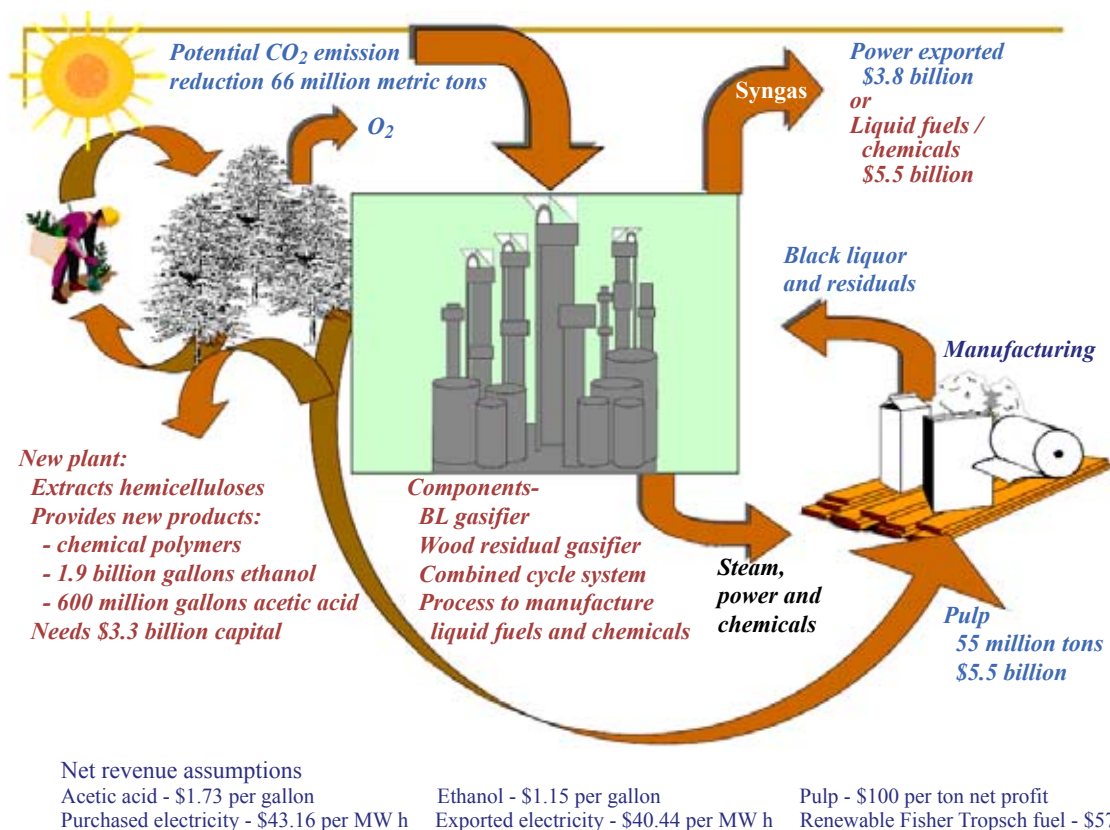 Potential CO2 emission
reduction 66 million metric tons
O2
Syngas
Power exported
$3.8 billion
or
Liquid fuels /
chemicals
$5.5 billion
Black liquor
and residuals
Manufacturing
New plant:
Extracts hemicelluloses
Provides new products:
- chemical polymers
- 1.9 billion gallons ethanol
- 600 million gallons acetic acid
Needs $3.3 billion capital
Components-
BL gasifier
Wood residual gasifier
Combined cycle system
Process to manufacture
liquid fuels and chemicals
Steam,
power and
chemicals
Pulp
55 million tons
$5.5 billion
Net revenue assumptions
Acetic acid - $1.73 per gallon Ethanol - $1.15 per gallon Pulp - $100 per ton net profit
Purchased electricity - $43.16 per MW h Exported electricity - $40.44 per MW h Renewable Fisher Tropsch fuel - $57